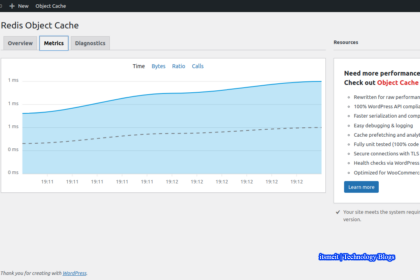 + New Object Cache
Redis Object Cache
Overview Metrics Diagnostics
Time Bytes Ratio Calls
1 ms
1 ms
1 ms
0 ms
0 ms
19:11 19:11 19:11 19:11 19:12 19:12 19:12 19:12 19:12
Resources
Need more performance
Check out Object Cache
Rewritten for raw performan
100% WordPress API complia
Faster serialization and comp
Easy debugging & logging
Cache prefetching and analyt
Fully unit tested (100% code
Secure connections with TLS
Health checks via WordPress
Optimized for WooCommerc
Learn more
Your site meets the system requir
version.
itsmeit Technology Blogs
Thank you for creating with WordPress.